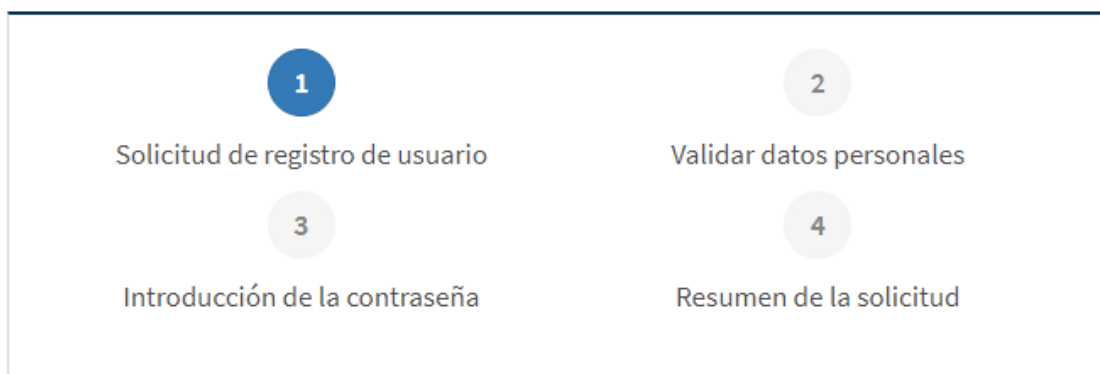 1
2
Solicitud de registro de usuario
Validar datos personales
3
4
Introducción de la contraseña
Resumen de la solicitud